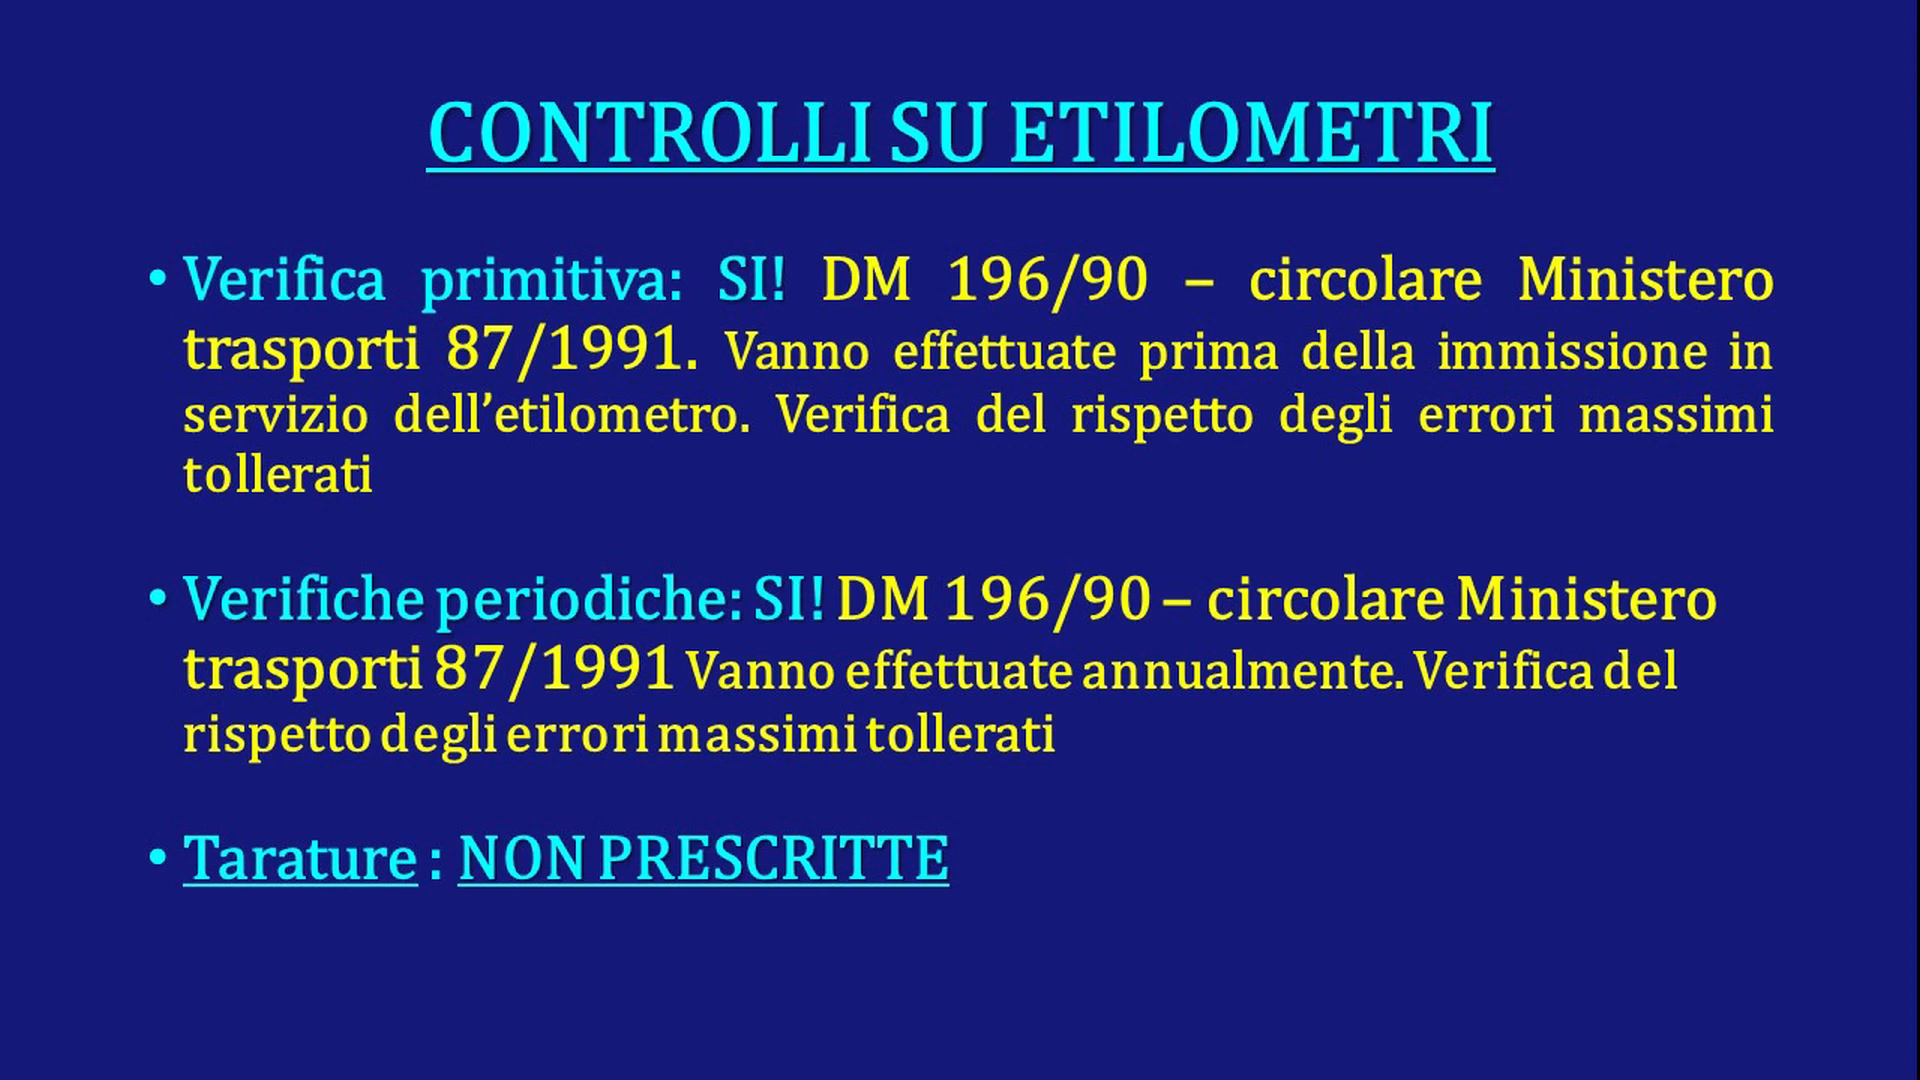 CONTROLLI SU ETILOMETRI
• Verifica primitiva: SI! DM 196/90 – circolare Ministero
trasporti 87/1991. Vanno effettuate prima della immissione in
servizio dell’etilometro. Verifica del rispetto degli errori massimi
tollerati
• Verifiche periodiche: SI! DM 196/90 – circolare Ministero
trasporti 87/1991 Vanno effettuate annualmente. Verifica del
rispetto degli errori massimi tollerati
• Tarature : NON PRESCRITTE